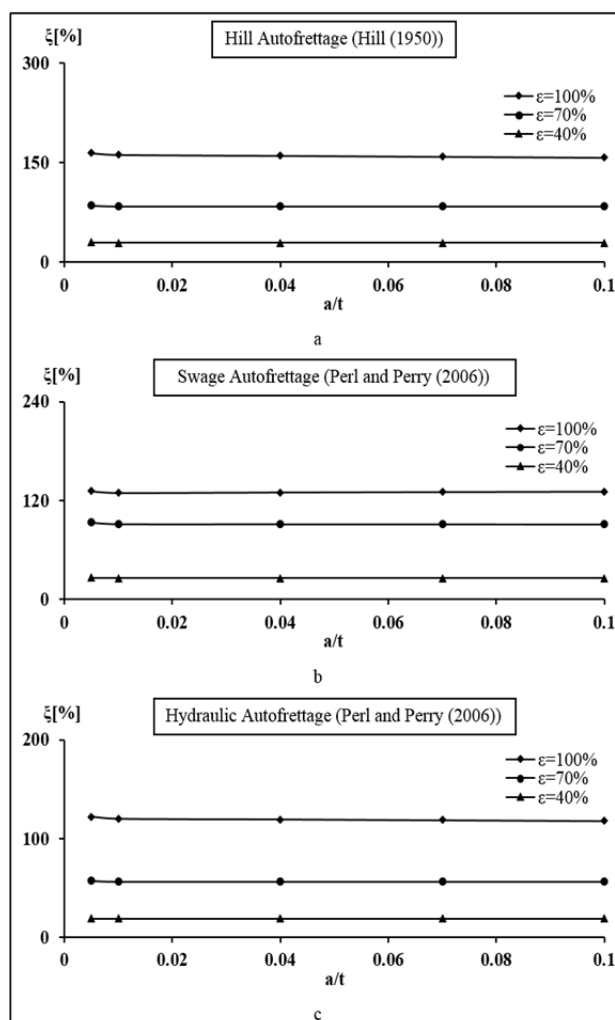 Hill Autofrettage (Hill (1950))
ξ[%]
300
150
0
ε=100%
ε=70%
ε=40%
0 0.02 0.04 0.06 0.08 0.1
a/t
a
Swage Autofrettage (Perl and Perry (2006))
ξ[%]
240
120
0
ε=100%
ε=70%
ε=40%
0 0.02 0.04 0.06 0.08 0.1
a/t
b
Hydraulic Autofrettage (Perl and Perry (2006))
ξ[%]
200
100
0
ε=100%
ε=70%
ε=40%
0 0.02 0.04 0.06 0.08 0.1
a/t
c